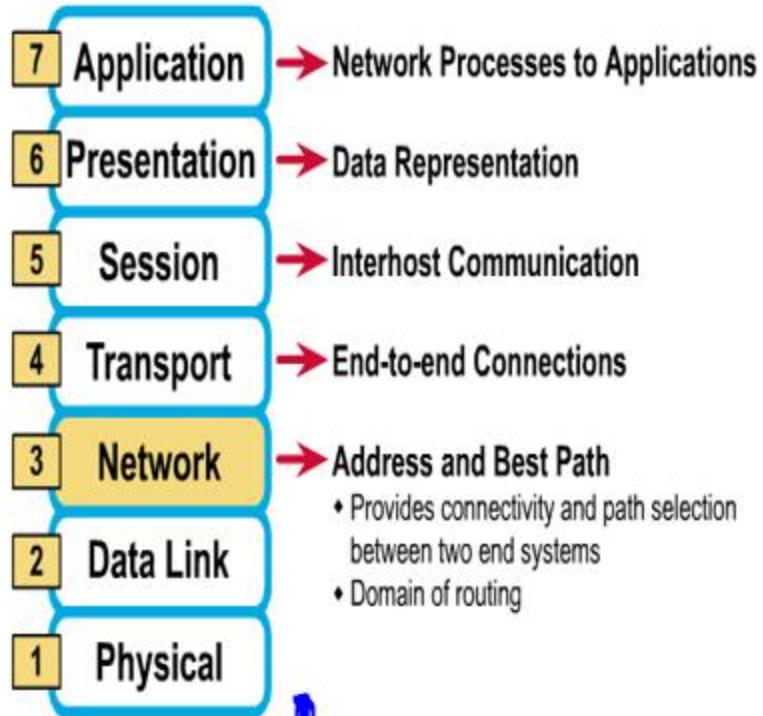 7 Application → Network Processes to Applications
6 Presentation → Data Representation
5 Session → Interhost Communication
4 Transport → End-to-end Connections
3 Network → Address and Best Path
• Provides connectivity and path selection
between two end systems
• Domain of routing
2 Data Link
1 Physical